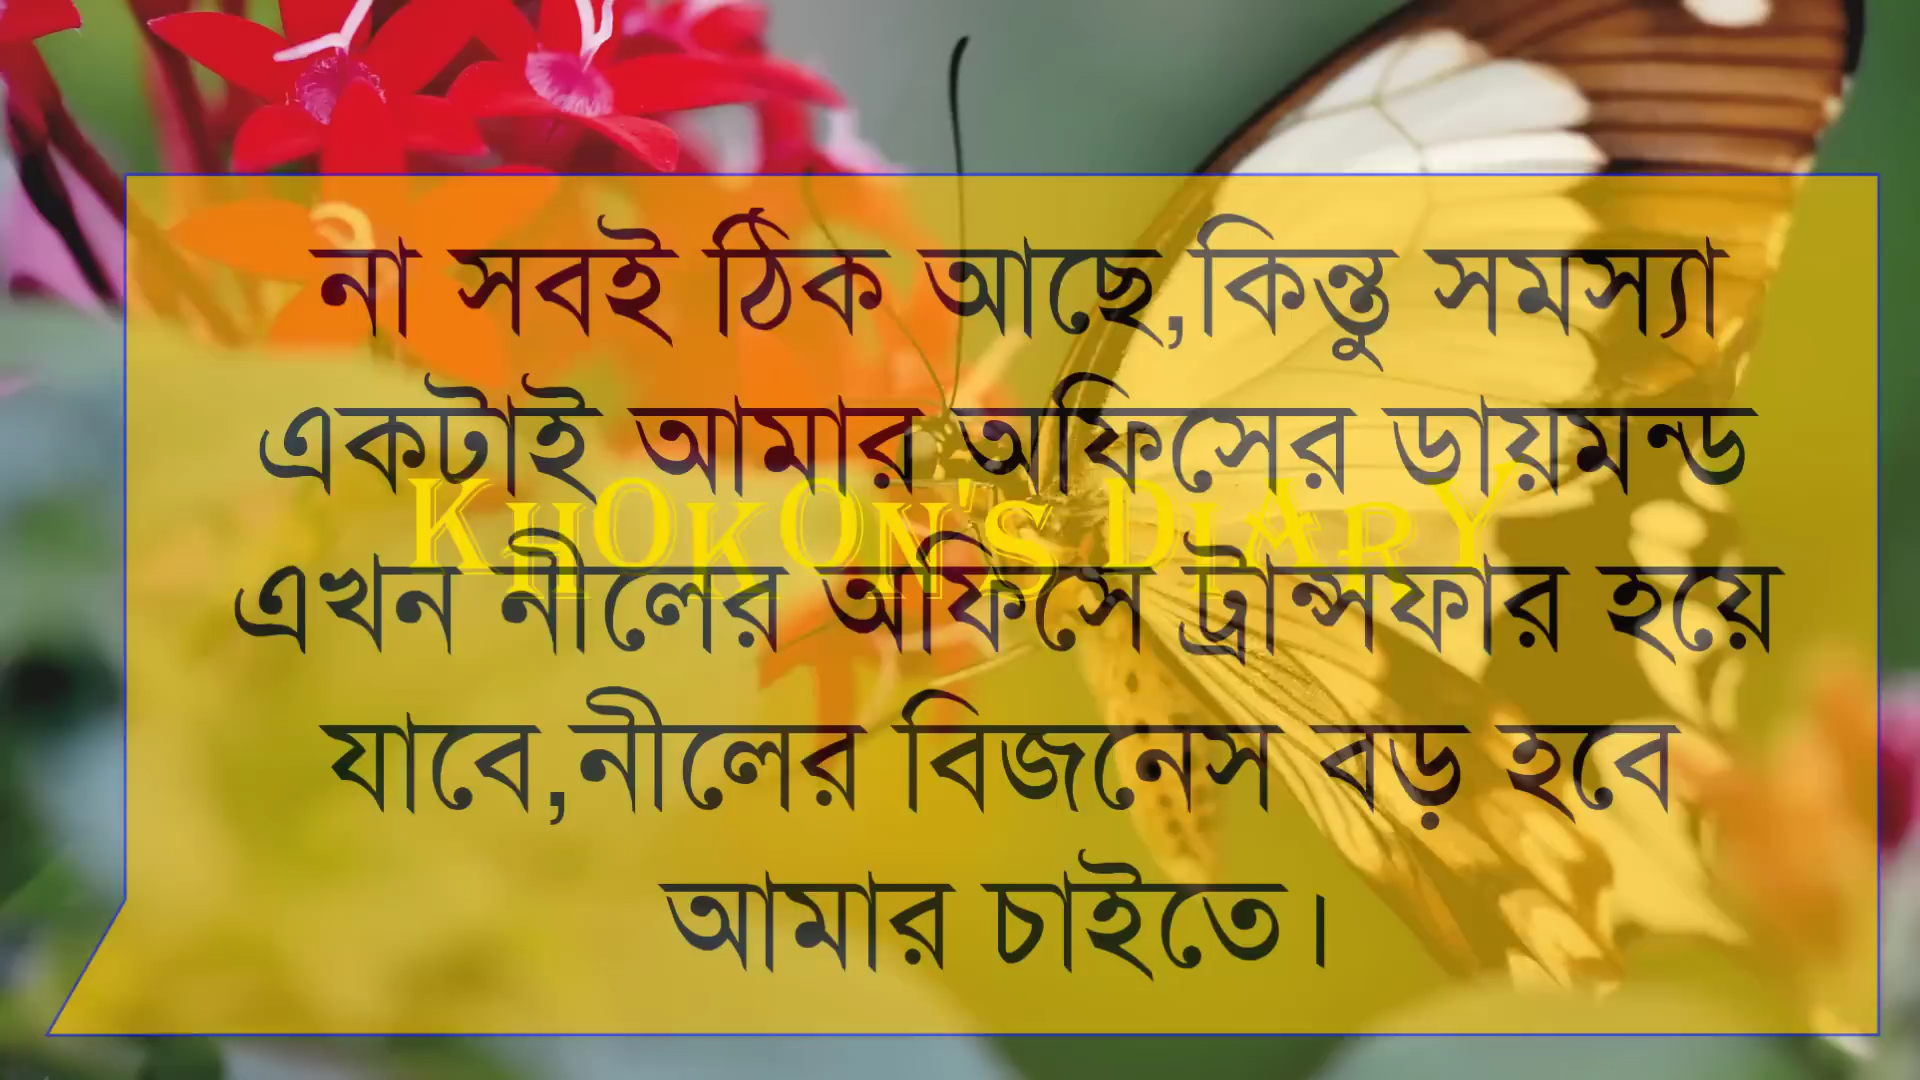 না সবই ঠিক আছে,কিন্তু সমস্যা
একটাই আমার অফিসের ডায়মন্ড
KHOKON'S DIARY
এখন নীলের অফিসে ট্রান্সফার হয়ে
যাবে,নীলের বিজনেস বড় হবে
আমার চাইতে।